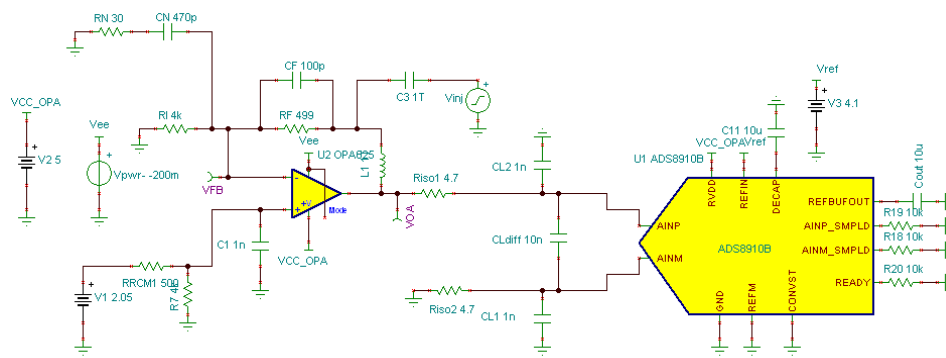 RN 30
CN 470p
CF 100p
C3 1T
Vinj
Vref
V3 4.1
VCC_OPA
Vee
V2 5
Vpwr- -200m
RI 4k
RF 499
Vee
U2 OPA625
L1
VFB
Mode
+V
VCC_OPA
Riso1 4.7
VOA
CL2 1n
CLdiff 10n
C1 1n
RRCM1 500
R7 4k
V1 2.05
Riso2 4.7
CL1 1n
C11 10u
VCC_OPA
Vref
U1 ADS8910B
RVDD
REFIN
DECAP
Cout 10u
REFBUFOUT
R19 10k
AINP_SMPLD
R18 10k
AINM_SMPLD
R20 10k
READY
AINP
AINM
ADS8910B
GND
REFM
CONVST